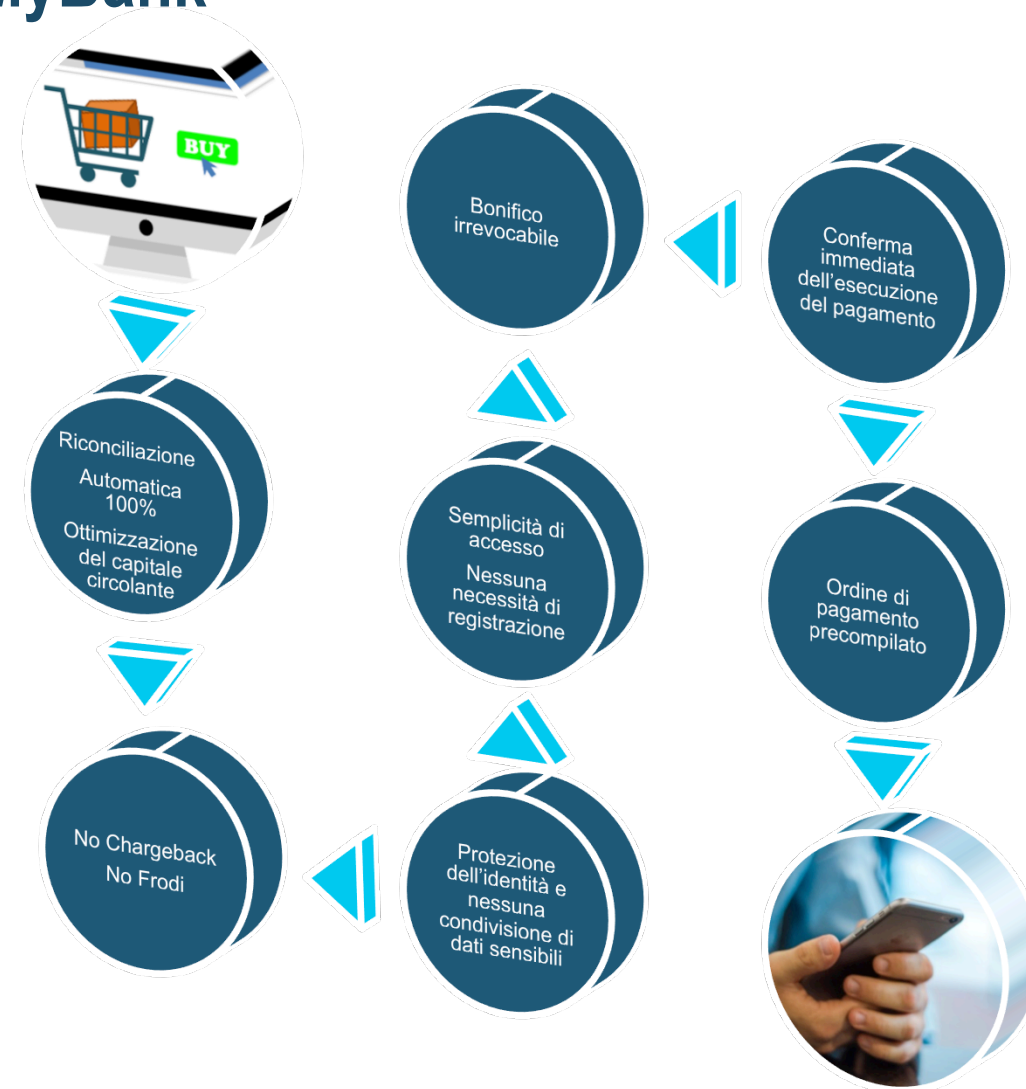 MyBank
BUY
Riconciliazione
Automatica
100%
Ottimizzazione
del capitale
circolante
No Chargeback
No Frodi
Protezione
dell'identità e
nessuna
condivisione di
dati sensibili
Semplicità di
accesso
Nessuna
necessità di
registrazione
Bonifico
irrevocabile
Conferma
immediata
dell'esecuzione
del pagamento
Ordine di
pagamento
precompilato